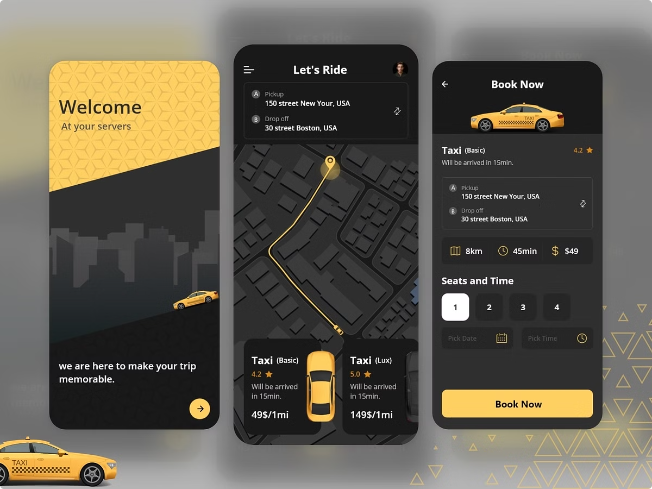 Welcome
At your servers
we are here to make your trip
memorable.
TAXI
Let's Ride
A Pickup
150 street New Your, USA
B Drop off
30 street Boston, USA
Taxi (Basic)
4.2
Will be arrived
in 15min.
49$/1mi
Taxi (Lux)
5.0
Will be arrived
in 15min.
149$/1mi
Book Now
TAXI
Taxi (Basic) 4.2
Will be arrived in 15min.
A Pickup
150 street New Your, USA
B Drop off
30 street Boston, USA
8km 45min $49
Seats and Time
1 2 3 4
Pick Date Pick Time
Book Now